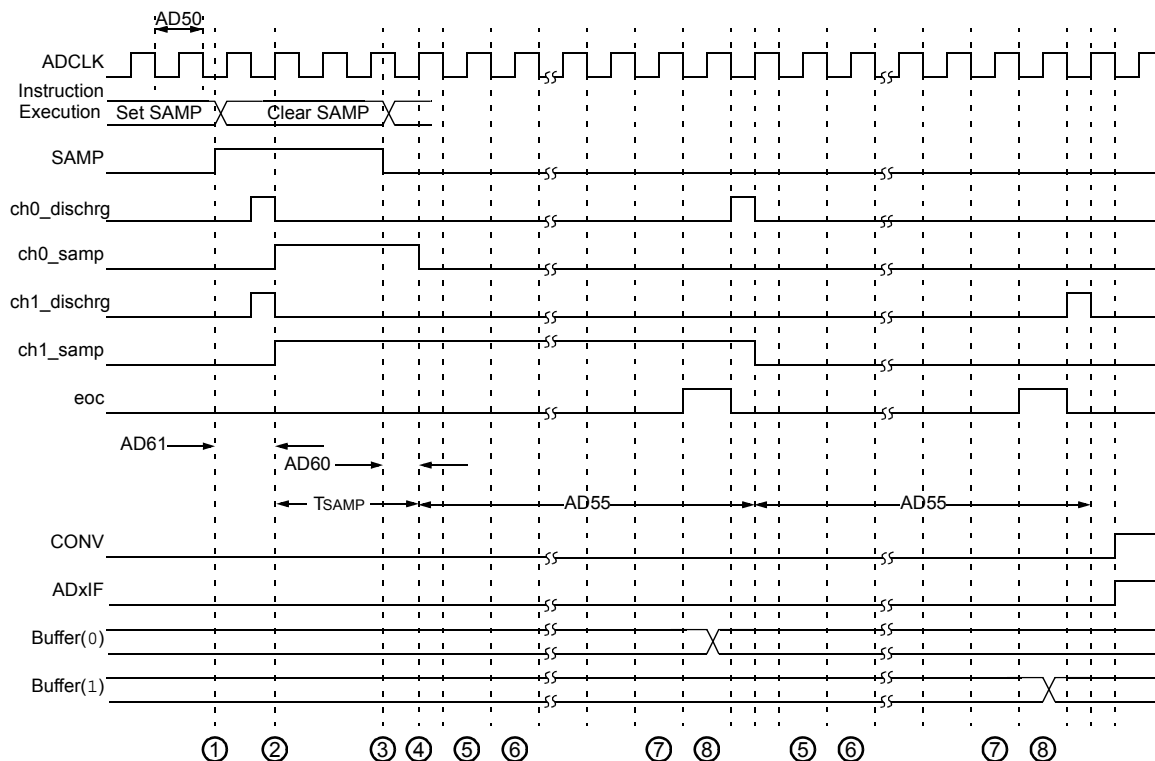 AD50
ADCLK
Instruction
Execution Set SAMP Clear SAMP
SAMP
ch0_dischrg
ch0_samp
ch1_dischrg
ch1_samp
eoc
AD61
AD60
TSAMP AD55 AD55
CONV
ADxIF
Buffer(0)
Buffer(1)
1 2 3 4 5 6 7 8 5 6 7 8